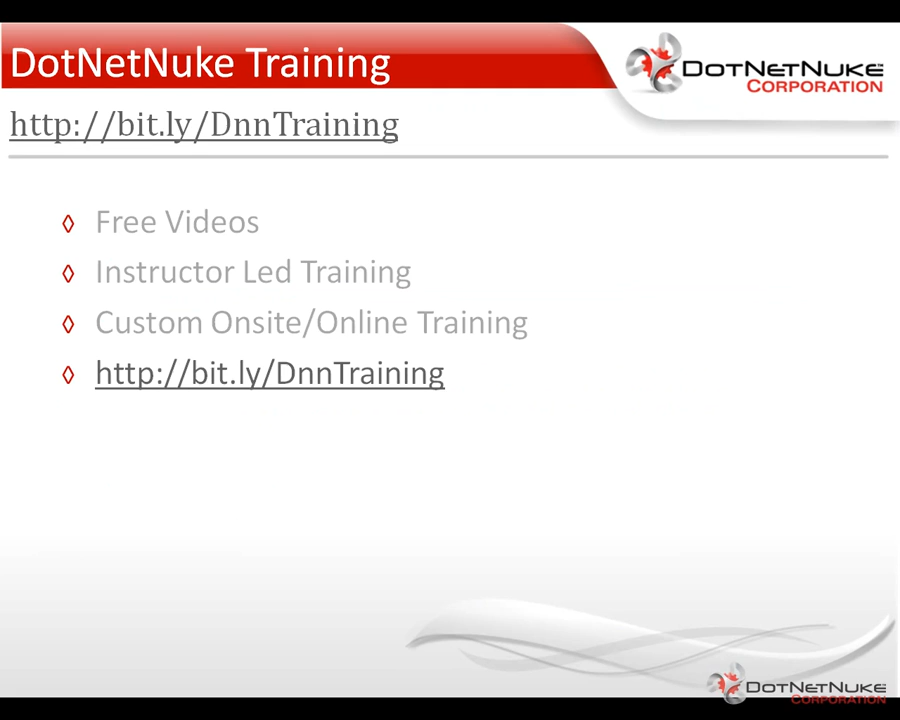 DotNetNuke Training
DOTNETNUKE™
CORPORATION
http://bit.ly/DnnTraining
◊ Free Videos
◊ Instructor Led Training
◊ Custom Onsite/Online Training
◊ http://bit.ly/DnnTraining
DOTNETNUKE
CORPORATION